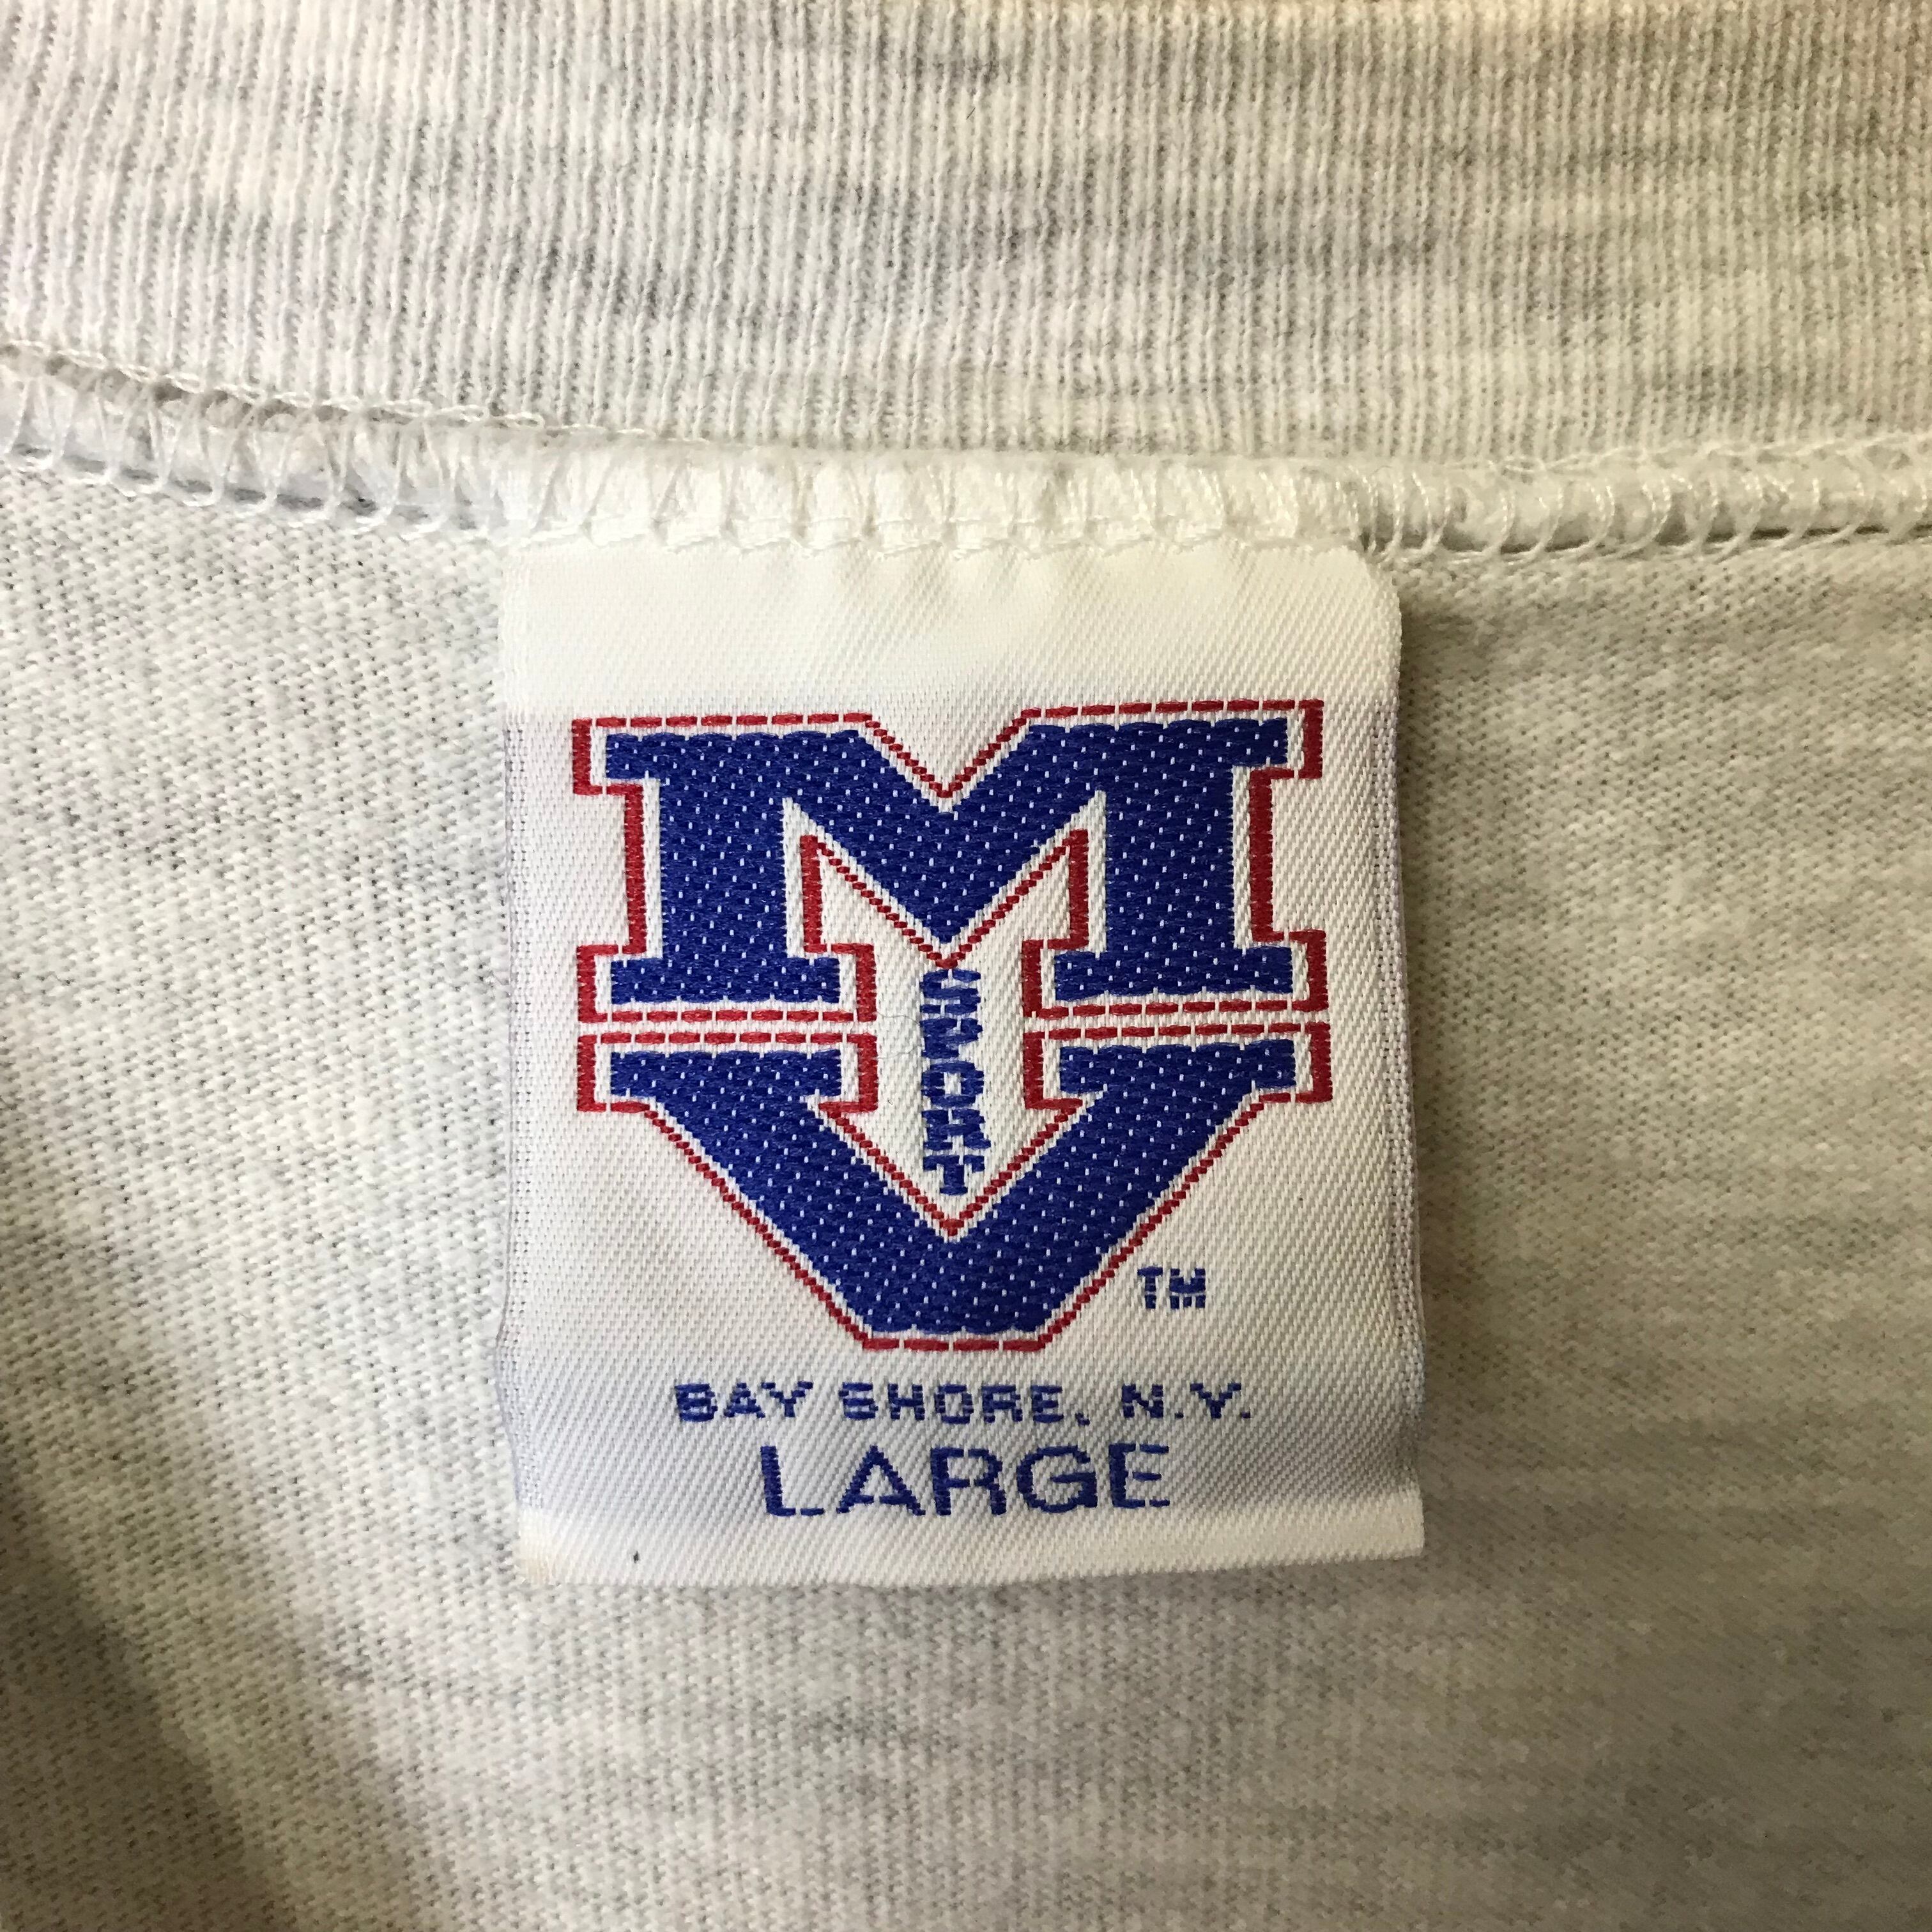 MV
SPORT
TM
BAY SHORE, N.Y.
LARGE